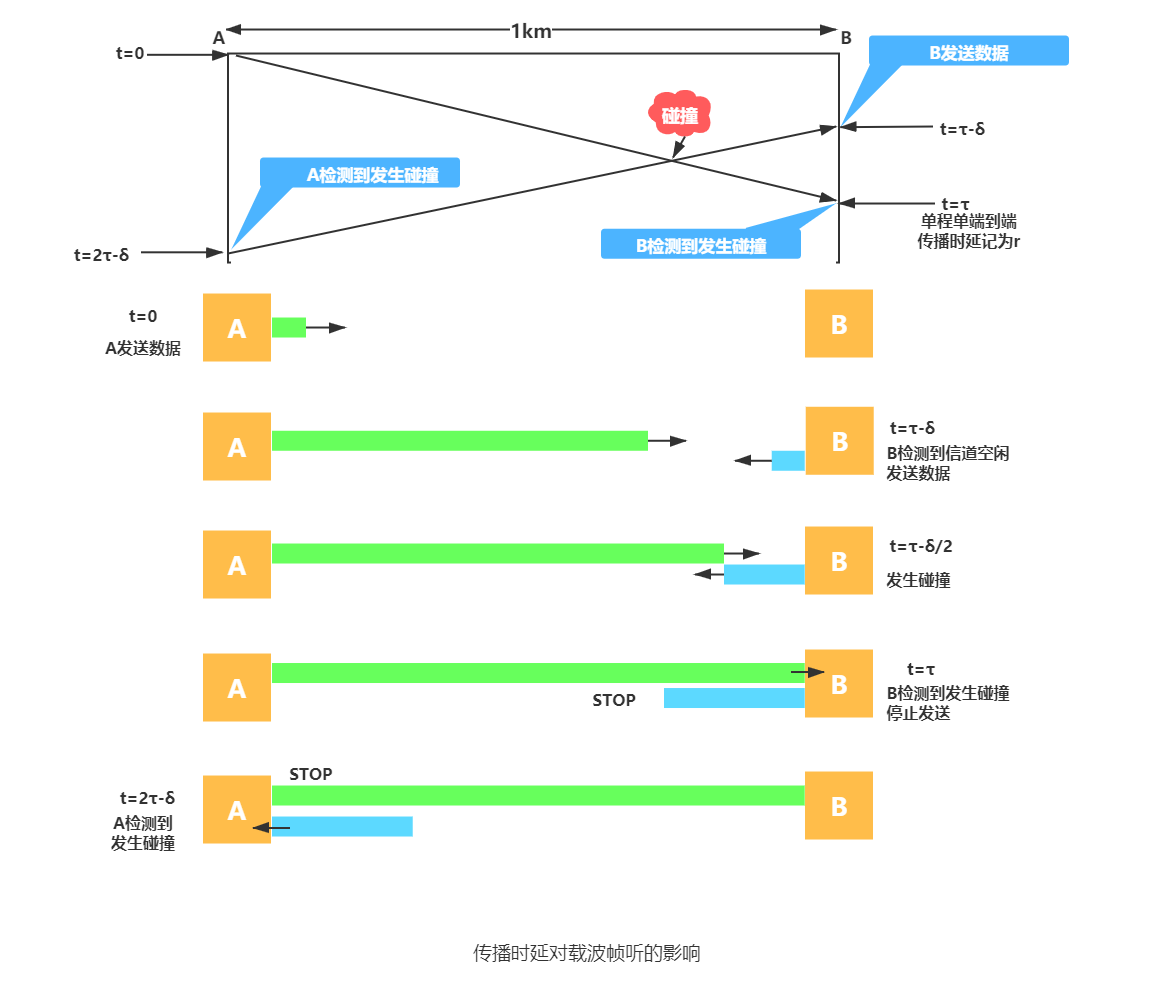 1km
A
B
t=0
B发送数据
碰撞
t=τ-δ
A检测到发生碰撞
t=τ
单程单端到端
传播时延记为r
B检测到发生碰撞
t=2τ-δ
t=0
A发送数据
A
B
A
B
t=τ-δ
B检测到信道空闲
发送数据
A
B
t=τ-δ/2
发生碰撞
A
B
STOP
t=τ
B检测到发生碰撞
停止发送
STOP
t=2τ-δ
A检测到
发生碰撞
A
B
传播时延对载波帧听的影响